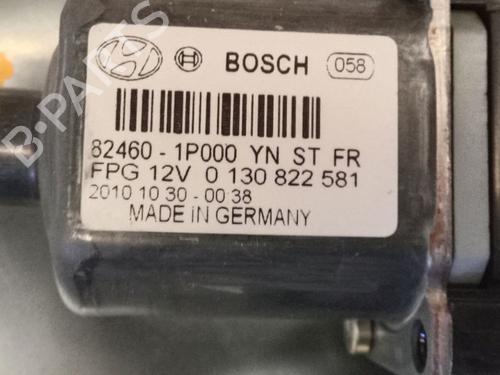 BOSCH 058
82460 - 1P000 YN ST FR
FPG 12V 0 130 822 581
2010 10 30 - 00 38
MADE IN GERMANY
B-PARTS